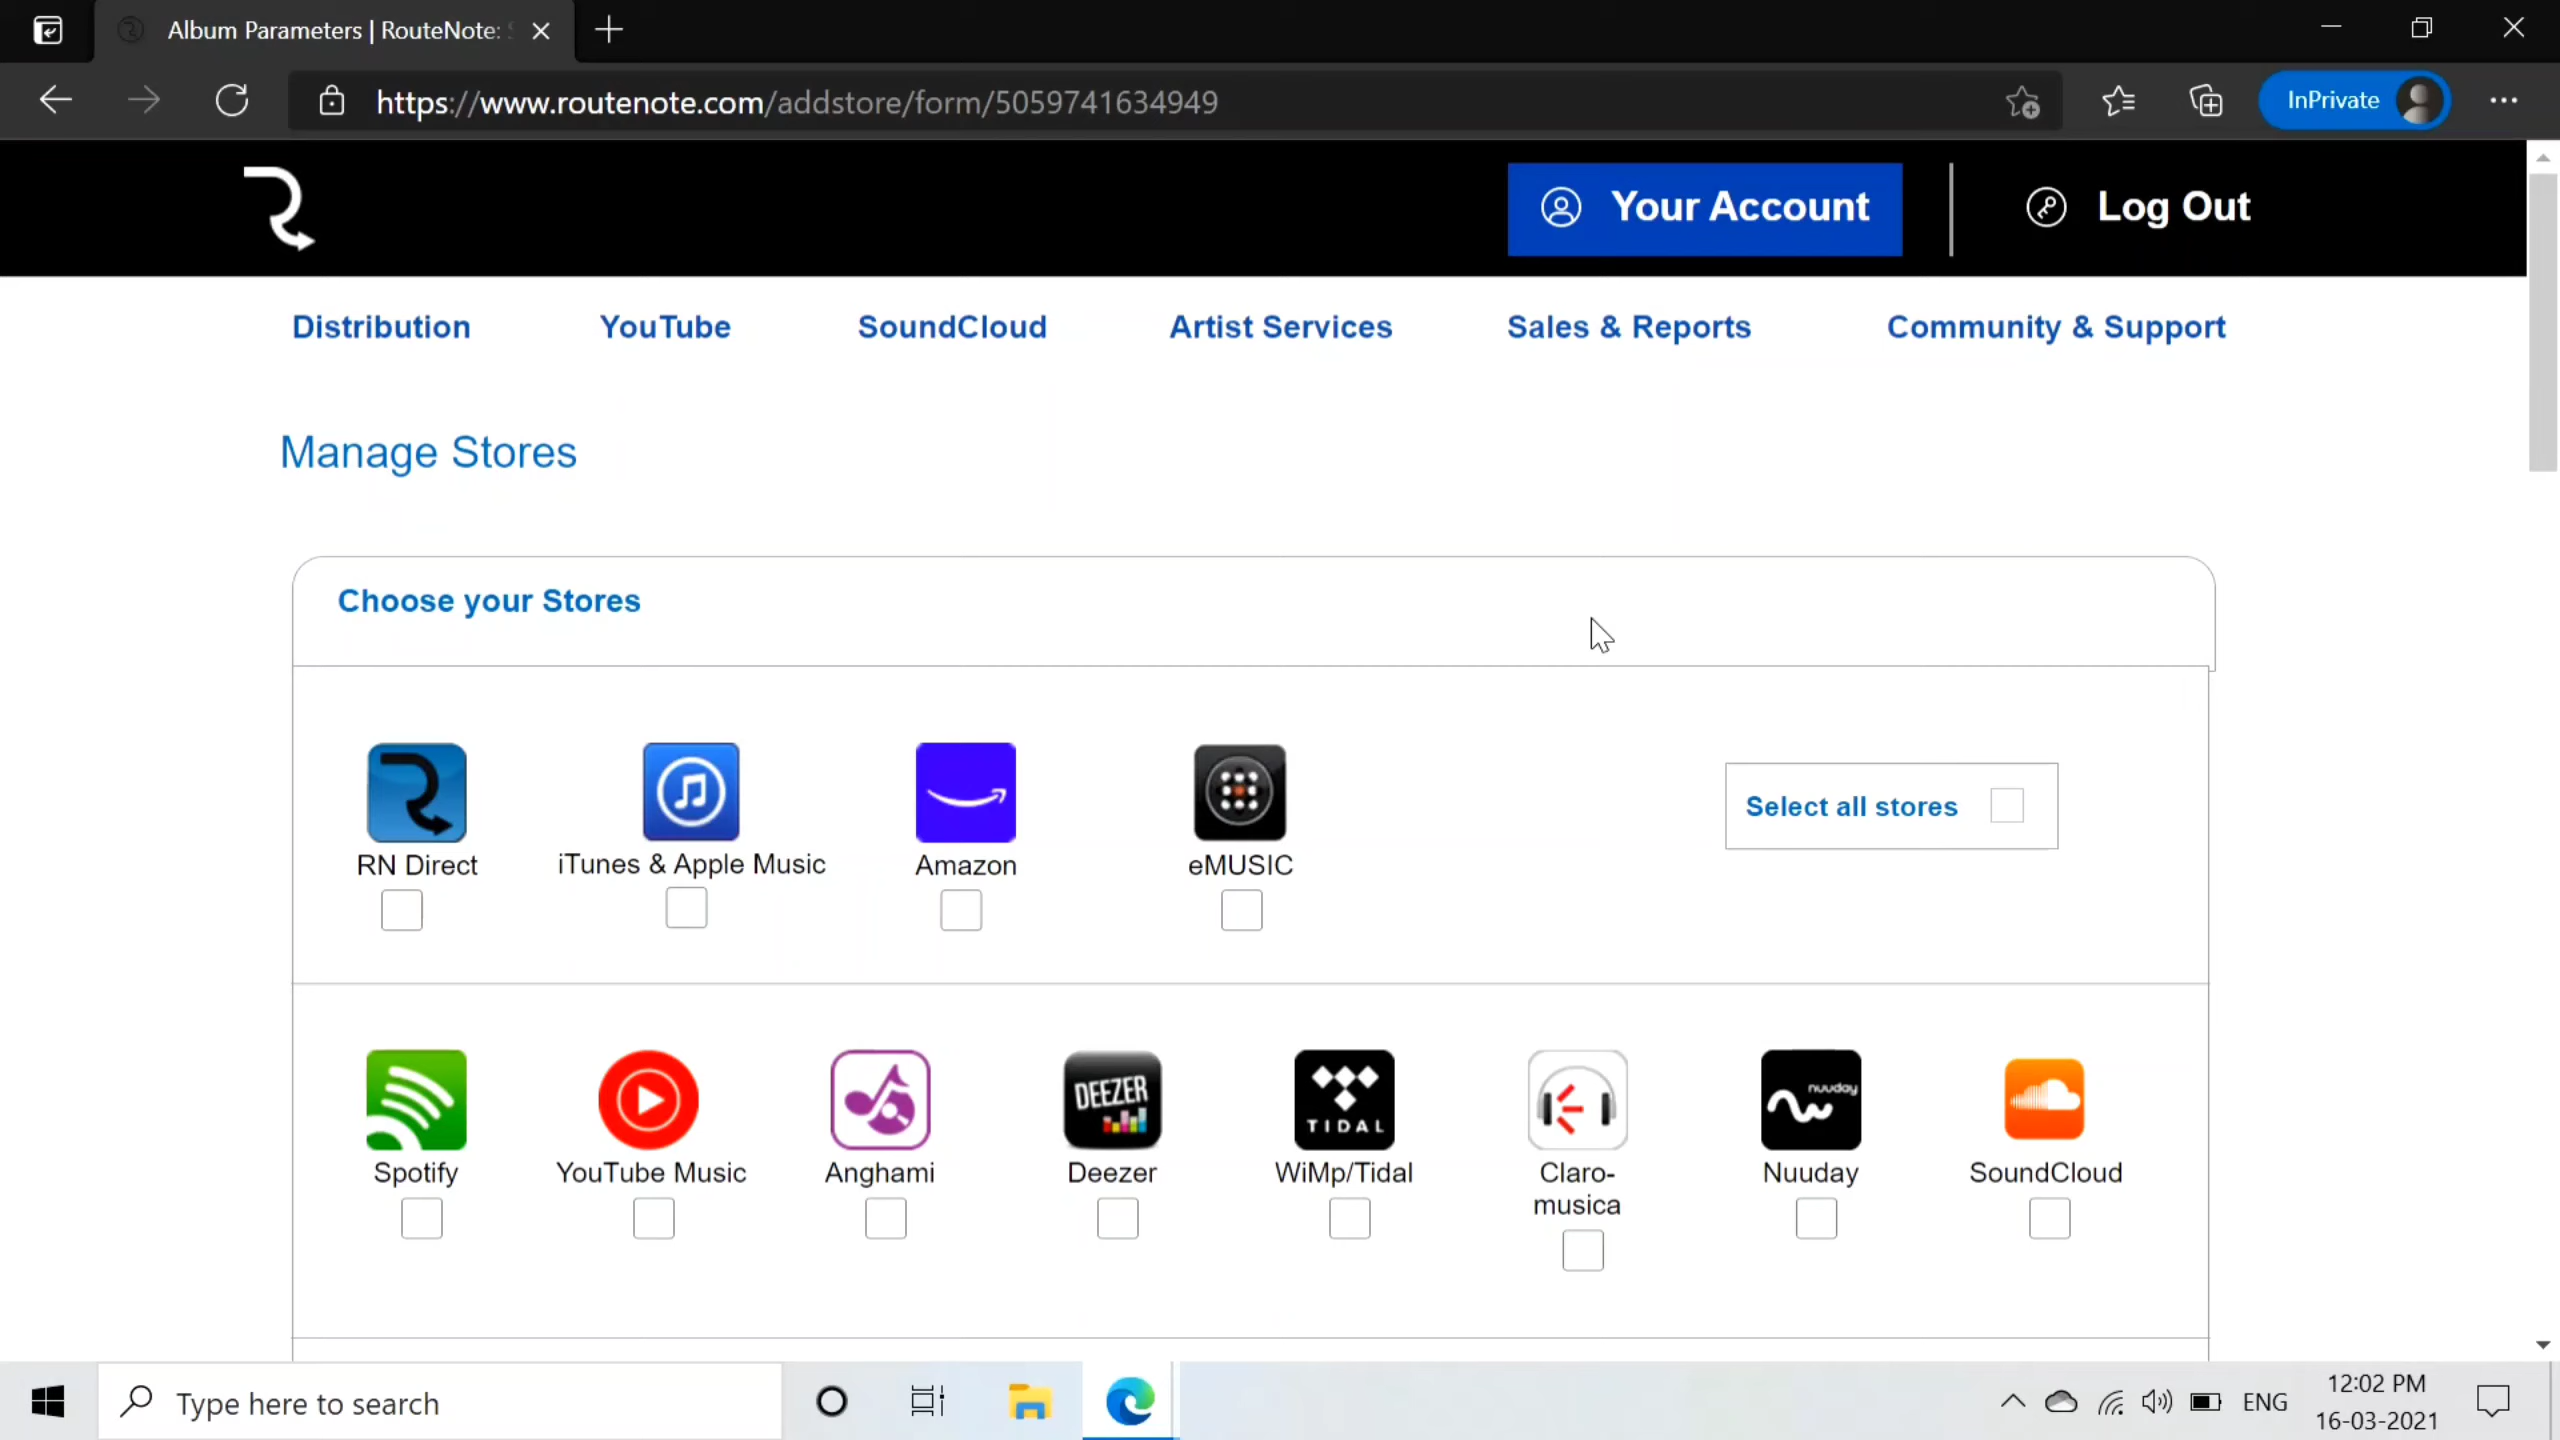 Album Parameters | RouteNote:
https://www.routenote.com/addstore/form/5059741634949
InPrivate
Your Account
Log Out
Distribution
YouTube
SoundCloud
Artist Services
Sales & Reports
Community & Support
Manage Stores
Choose your Stores
RN Direct
iTunes & Apple Music
Amazon
eMUSIC
Select all stores
DEEZER
TIDAL
nuuday
Spotify
YouTube Music
Anghami
Deezer
WiMp/Tidal
Claro-
musica
Nuuday
SoundCloud
Type here to search
ENG
12:02 PM
16-03-2021